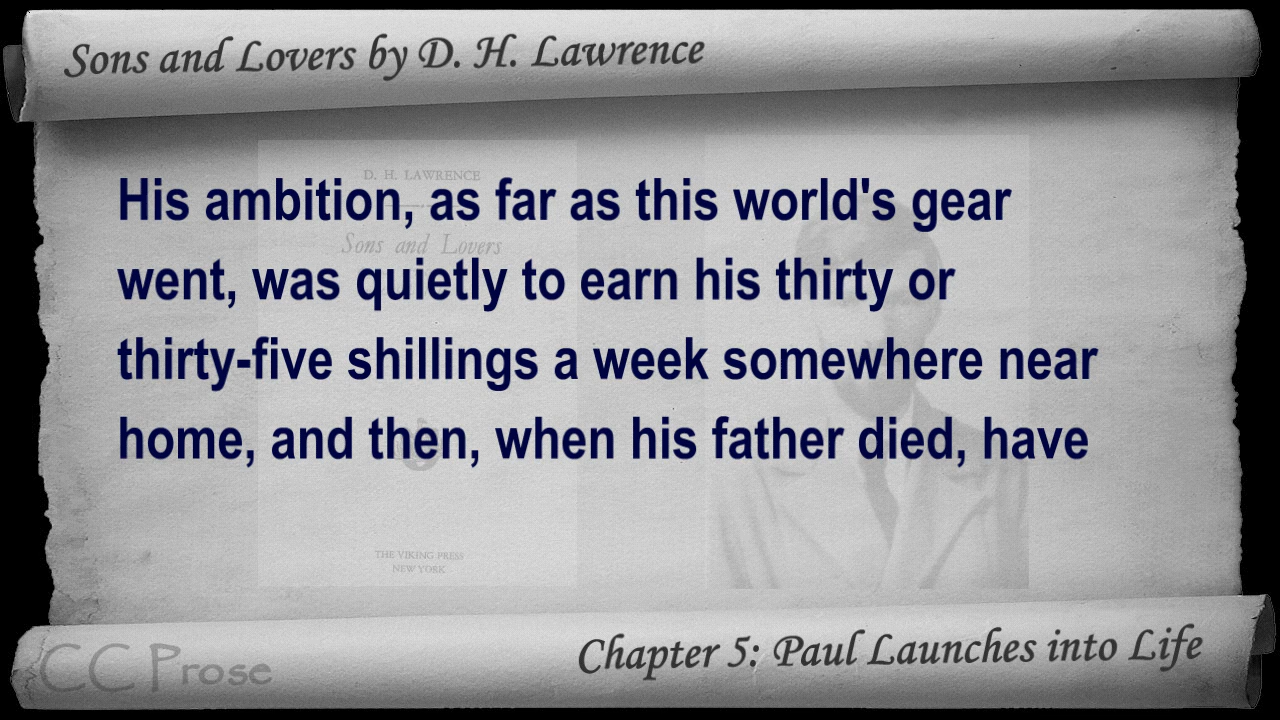 Sons and Lovers by D. H. Lawrence
D. H. LAWRENCE
Sons and Lovers
His ambition, as far as this world's gear
went, was quietly to earn his thirty or
thirty-five shillings a week somewhere near
home, and then, when his father died, have
THE VIKING PRESS
NEW YORK
Chapter 5: Paul Launches into Life
CC Prose